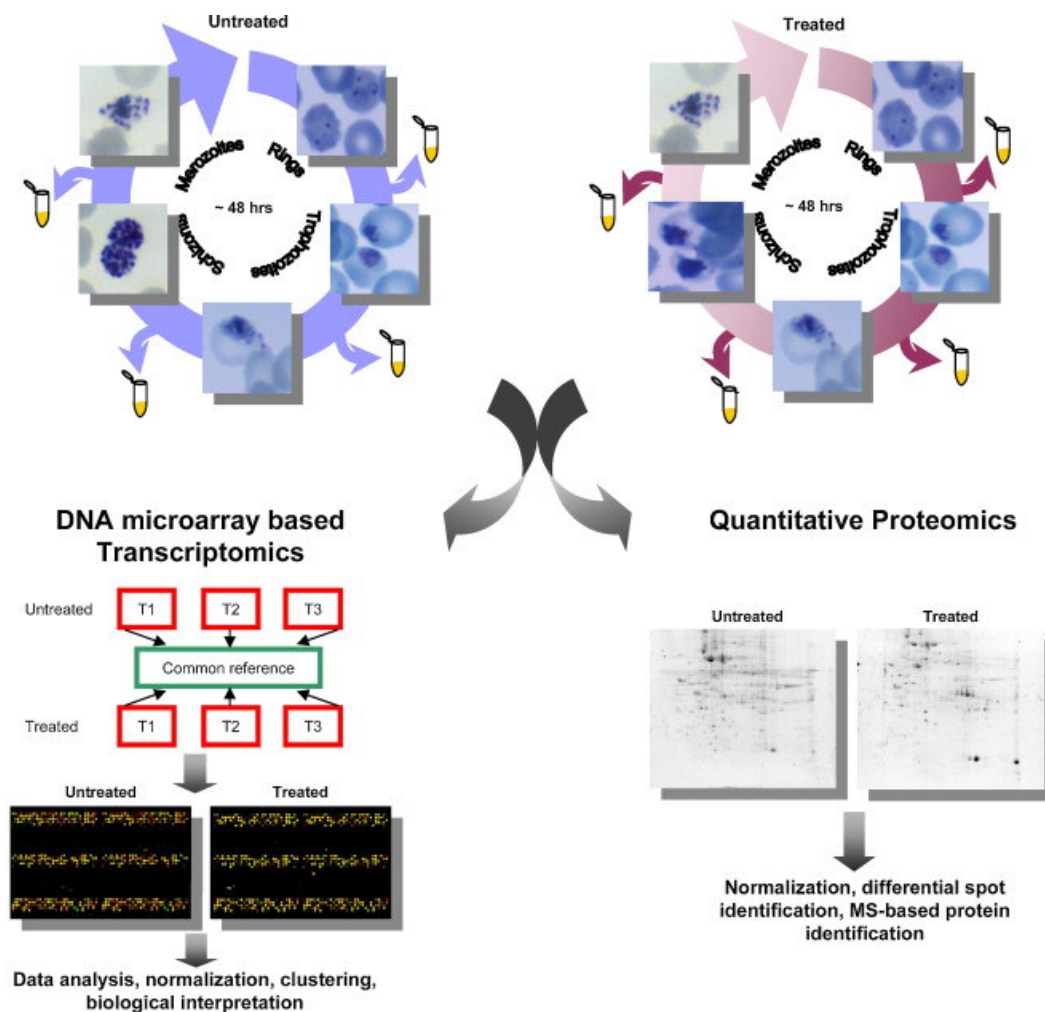 Untreated
Merozoites
Rings
~ 48 hrs
Schizonts
Trophozoites
Treated
Merozoites
Rings
~ 48 hrs
Schizonts
Trophozoites
DNA microarray based
Transcriptomics
Untreated
T1
T2
T3
Common reference
Treated
T1
T2
T3
Untreated
Treated
Data analysis, normalization, clustering,
biological interpretation
Quantitative Proteomics
Untreated
Treated
Normalization, differential spot
identification, MS-based protein
identification